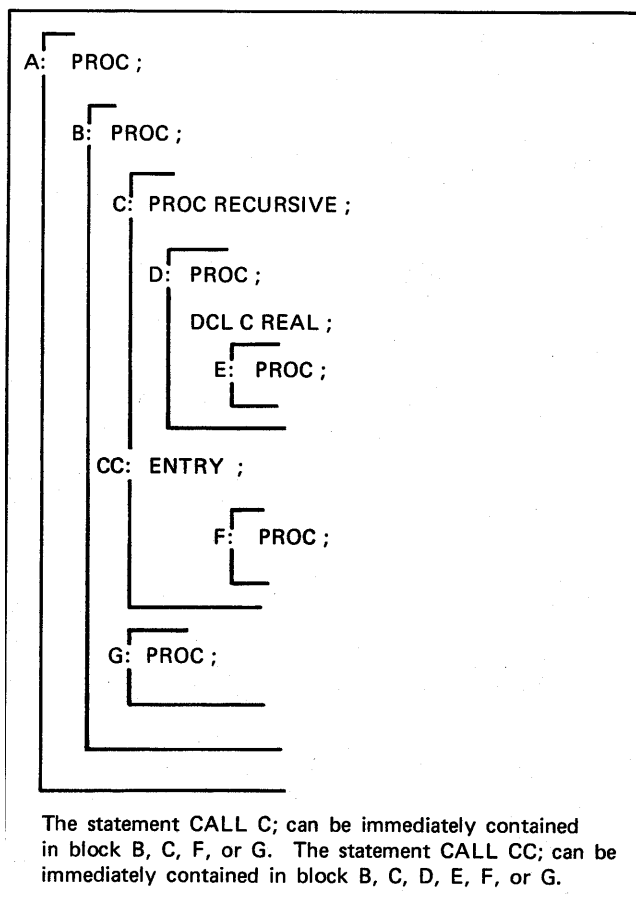 A: PROC ;
B: PROC ;
C: PROC RECURSIVE ;
D: PROC ;
DCL C REAL ;
E: PROC ;
CC: ENTRY ;
F: PROC ;
G: PROC ;
The statement CALL C; can be immediately contained
in block B, C, F, or G. The statement CALL CC; can be
immediately contained in block B, C, D, E, F, or G.